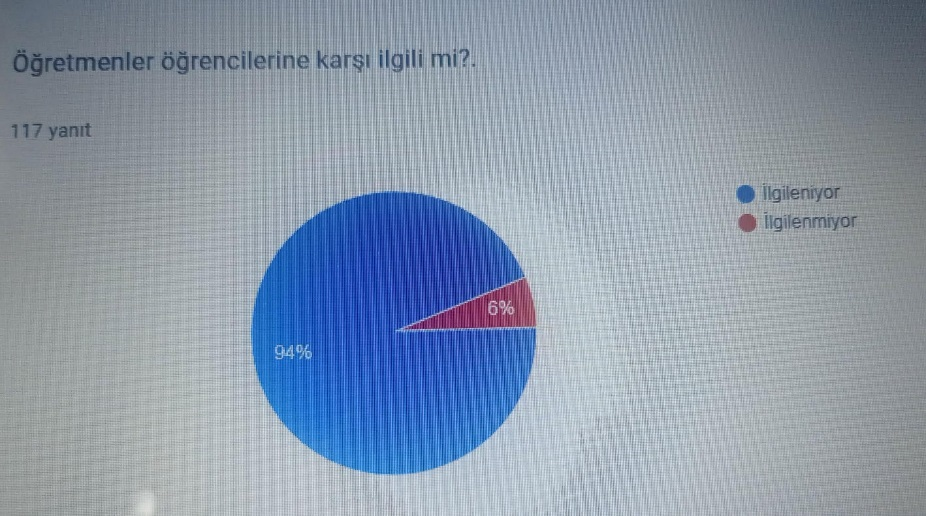 Öğretmenler öğrencilerine karşı ilgili mi?.
117 yanıt
İlgileniyor
İlgilenmiyor
6%
94%